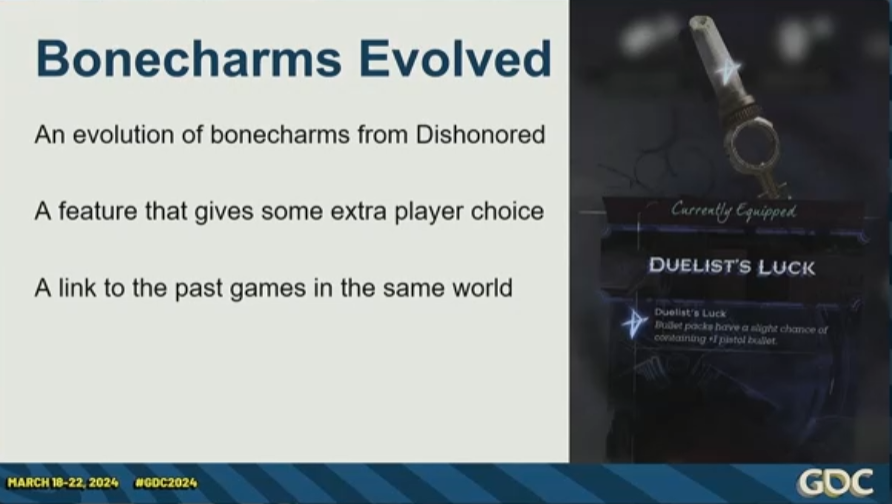 Bonecharms Evolved
An evolution of bonecharms from Dishonored
A feature that gives some extra player choice
A link to the past games in the same world
Currently Equipped
DUELIST'S LUCK
Duelist's Luck
Bullet packs have a slight chance of
containing +1 pistol bullet.
MARCH 18-22, 2024 #GDC2024
GDC